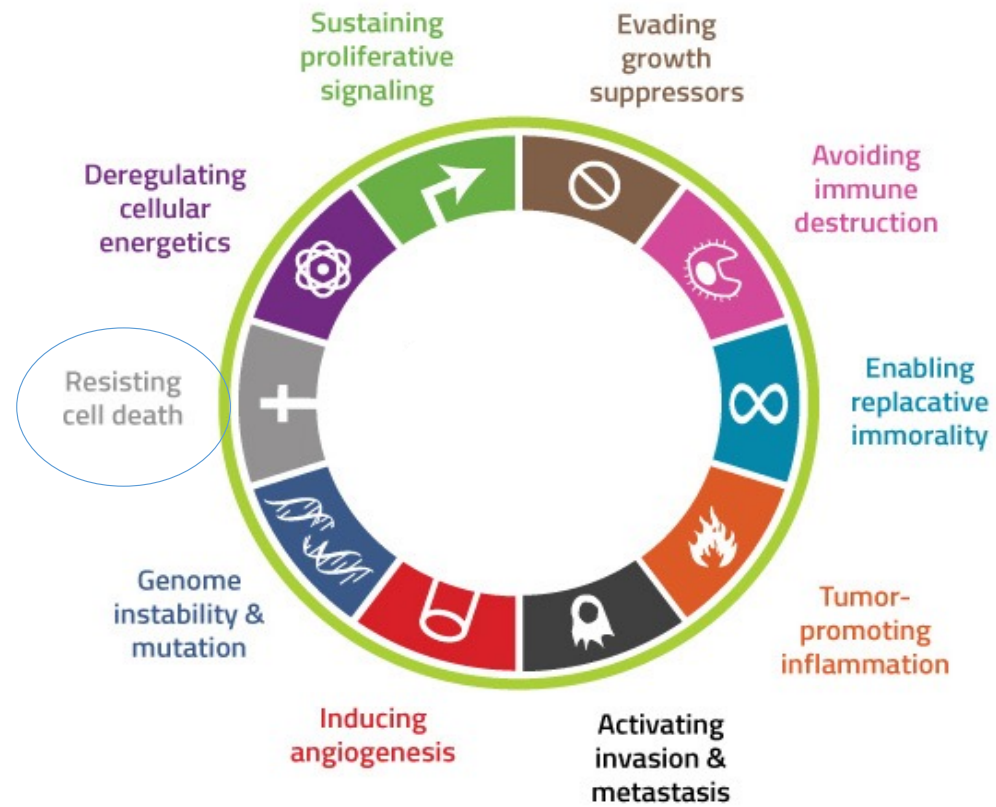 Sustaining
proliferative
signaling
Evading
growth
suppressors
Avoiding
immune
destruction
Enabling
replacative
immorality
Tumor-
promoting
inflammation
Activating
invasion &
metastasis
Inducing
angiogenesis
Genome
instability &
mutation
Resisting
cell death
Deregulating
cellular
energetics